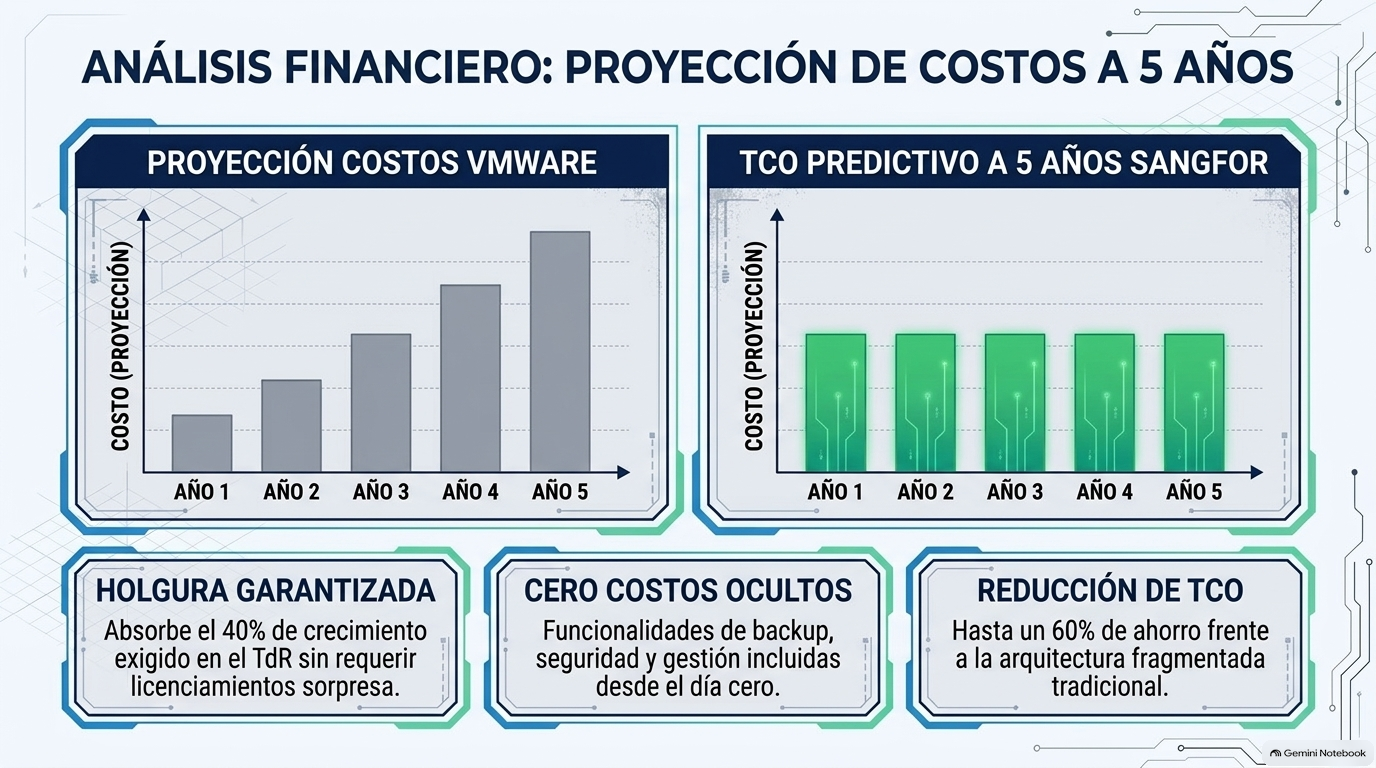 ANÁLISIS FINANCIERO: PROYECCIÓN DE COSTOS A 5 AÑOS
PROYECCIÓN COSTOS VMWARE
COSTO (PROYECCIÓN)
AÑO 1
AÑO 2
AÑO 3
AÑO 4
AÑO 5
TCO PREDICTIVO A 5 AÑOS SANGFOR
COSTO (PROYECCIÓN)
AÑO 1
AÑO 2
AÑO 3
AÑO 4
AÑO 5
HOLGURA GARANTIZADA
Absorbe el 40% de crecimiento
exigido en el TdR sin requerir
licenciamientos sorpresa.
CERO COSTOS OCULTOS
Funcionalidades de backup,
seguridad y gestión incluidas
desde el día cero.
REDUCCIÓN DE TCO
Hasta un 60% de ahorro frente
a la arquitectura fragmentada
tradicional.
Gemini Notebook